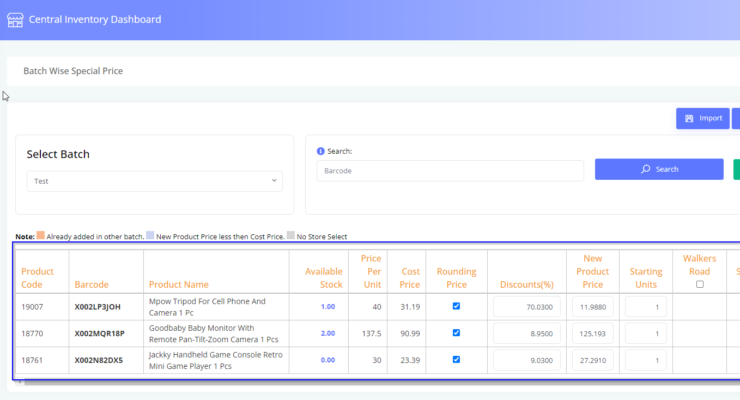 Central Inventory Dashboard
Batch Wise Special Price
Import
Select Batch
Search:
Test
Barcode
Search
Note: Already added in other batch. New Product Price less then Cost Price. No Store Select
Product Code Barcode Product Name Available Stock Price Per Unit Cost Price Rounding Price Discounts(%) New Product Price Starting Units Walkers Road S
19007 X002LP3JOH Mpow Tripod For Cell Phone And 1.00 40 31.19 70.0300 11.9880 1
Camera 1 Pc
18770 X002MQR18P Goodbaby Baby Monitor With 2.00 137.5 90.99 8.9500 125.193 1
Remote Pan-Tilt-Zoom Camera 1 Pcs
18761 X002N82DX5 Jackky Handheld Game Console Retro 0.00 30 23.39 9.0300 27.2910 1
Mini Game Player 1 Pcs